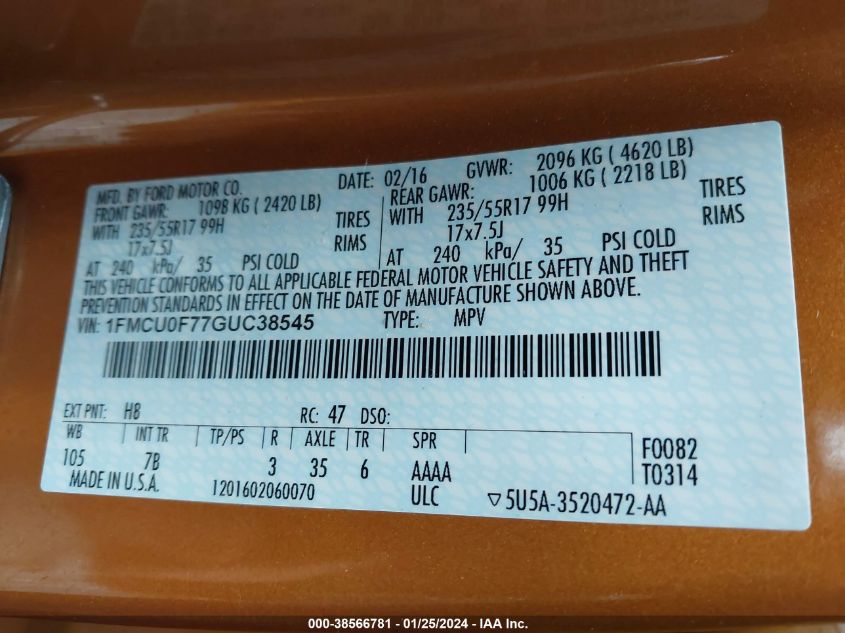 MFD. BY FORD MOTOR CO. DATE: 02/16 GVWR: 2096 KG ( 4620 LB)
FRONT GAWR: 1098 KG ( 2420 LB) REAR GAWR: 1006 KG ( 2218 LB)
WITH 235/55R17 99H TIRES WITH 235/55R17 99H TIRES
17x7.5J RIMS 17x7.5J RIMS
AT 240 kPa/ 35 PSI COLD AT 240 kPa/ 35 PSI COLD
THIS VEHICLE CONFORMS TO ALL APPLICABLE FEDERAL MOTOR VEHICLE SAFETY AND THEFT
PREVENTION STANDARDS IN EFFECT ON THE DATE OF MANUFACTURE SHOWN ABOVE.
VIN: 1FMCU0F77GUC38545 TYPE: MPV
EXT PNT: H8 RC: 47 DSO:
WB INT TR TP/PS R AXLE TR SPR F0082
105 7B 3 35 6 AAAA T0314
MADE IN U.S.A. 1201602060070 ULC ▽5U5A-3520472-AA
000-38566781 - 01/25/2024 - IAA Inc.